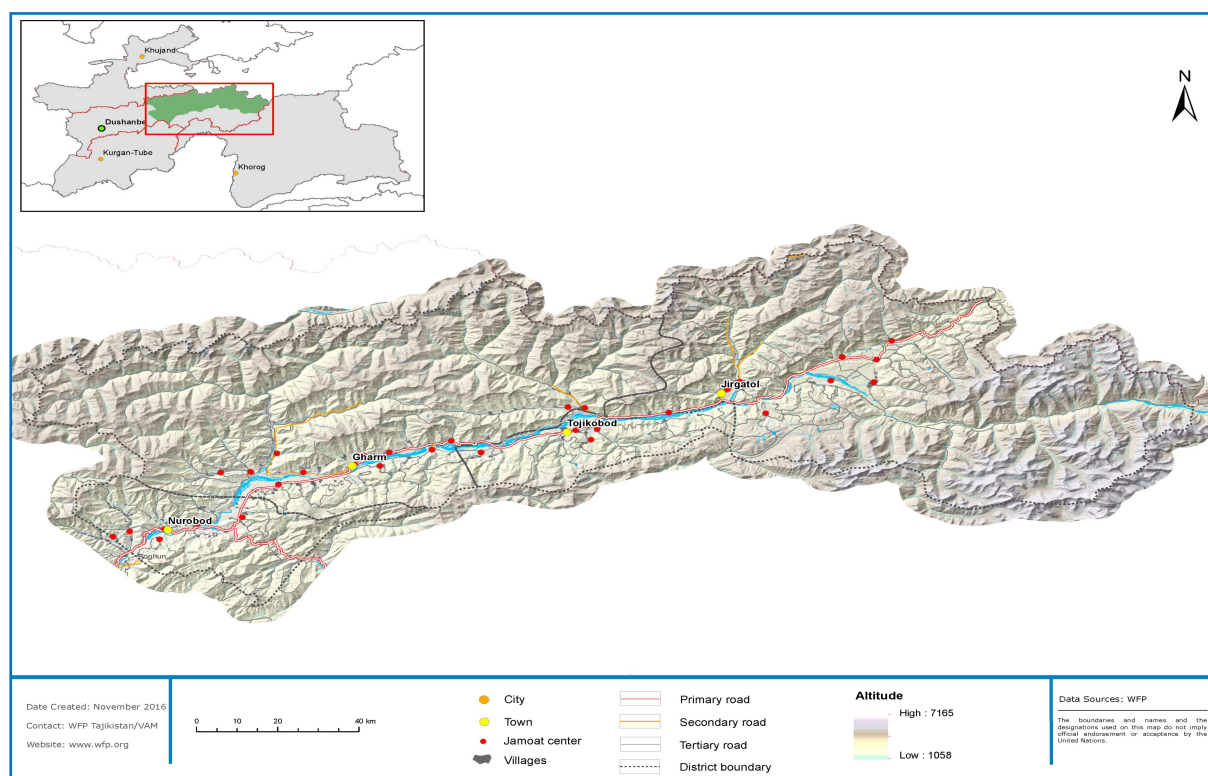 Khujand
Dushanbe
Kurgan-Tube
Khorog
N
Jirgatol
Tojikobod
Gharm
Nurobod
Roghun
Date Created: November 2016
Contact: WFP Tajikistan/VAM
Website: www.wfp.org
0 10 20 40 km
City
Town
Jamoat center
Villages
Primary road
Secondary road
Tertiary road
District boundary
Altitude
High : 7165
Low : 1058
Data Sources: WFP
The boundaries and names and the
designations used on this map do not imply
official endorsement or acceptance by the
United Nations.